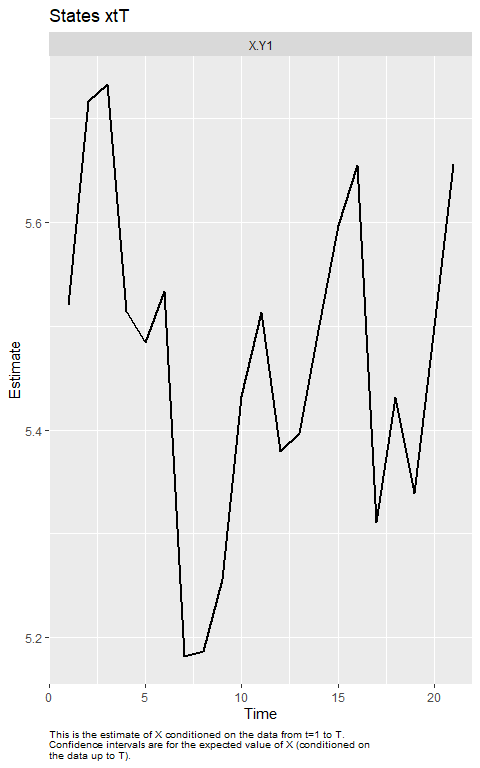 States xtT
X.Y1
Estimate
5.6
5.4
5.2
0
5
10
15
20
Time
This is the estimate of X conditioned on the data from t=1 to T.
Confidence intervals are for the expected value of X (conditioned on
the data up to T).